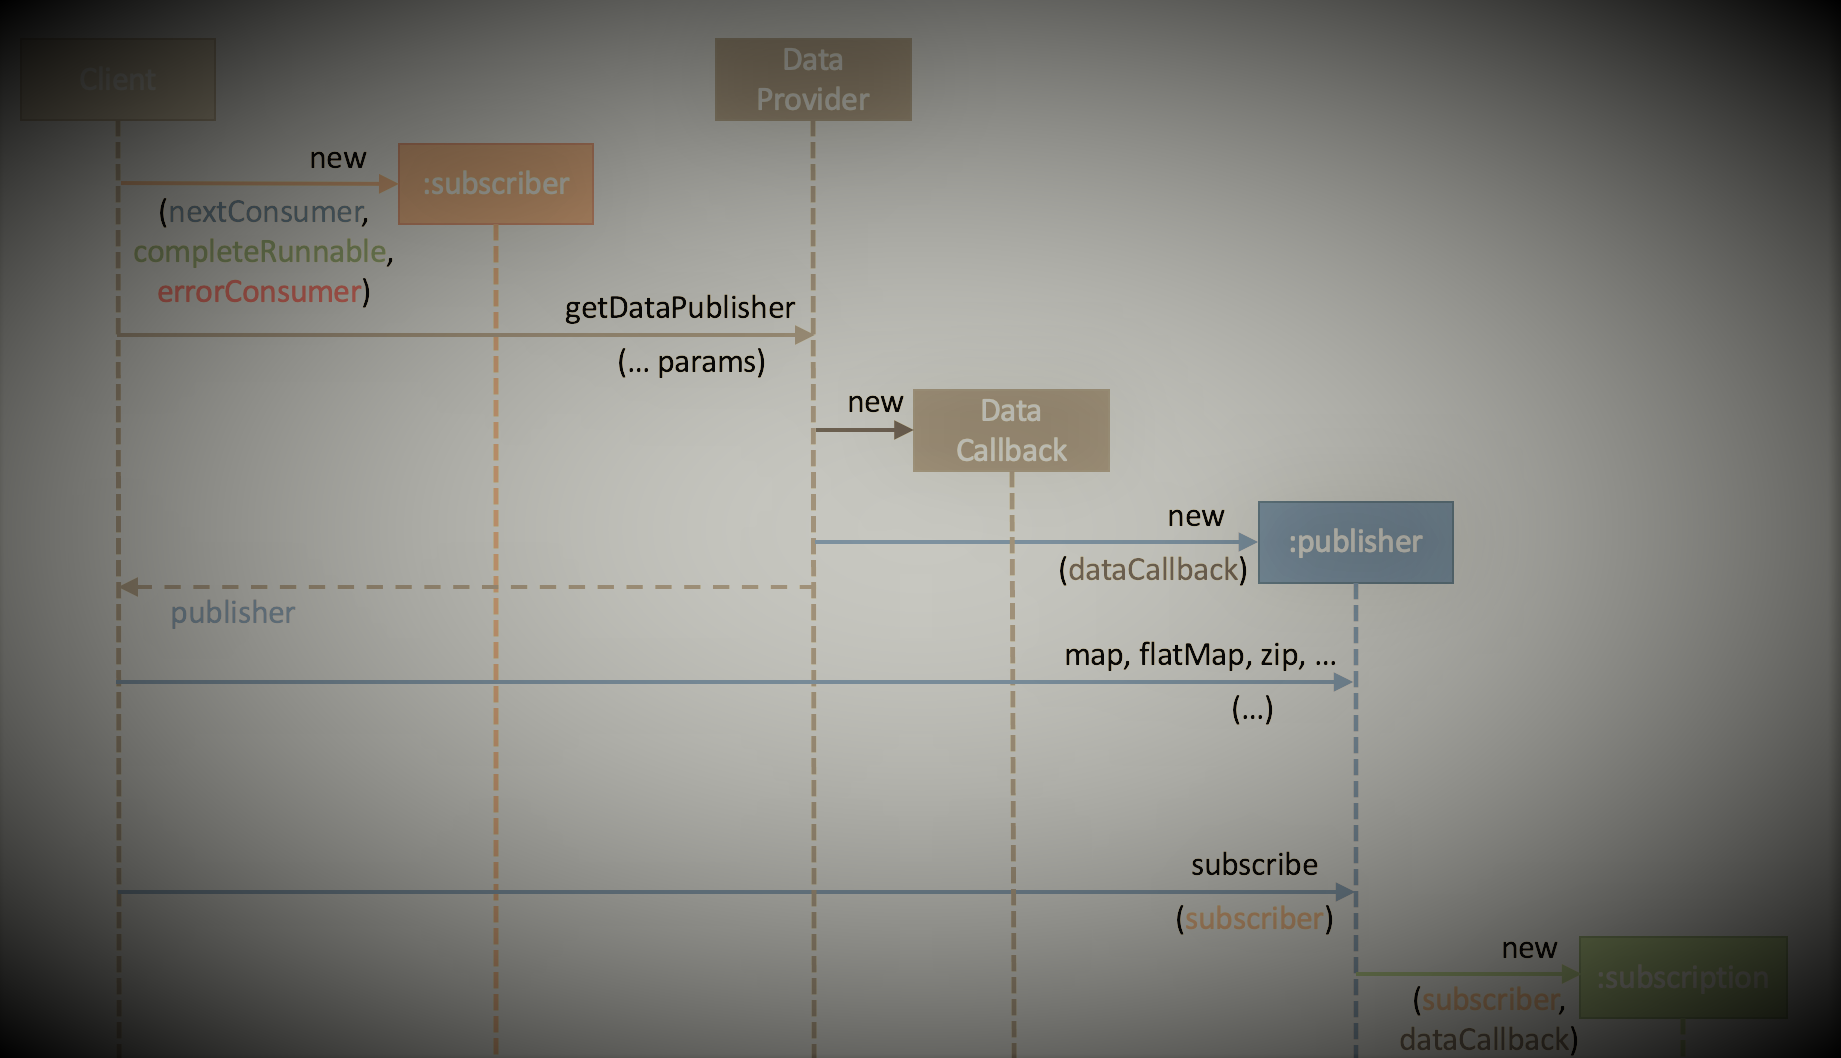 Client
Data
Provider
new
:subscriber
(nextConsumer,
completeRunnable,
errorConsumer)
getDataPublisher
(... params)
new
Data
Callback
new
:publisher
(dataCallback)
publisher
map, flatMap, zip, ...
(...)
subscribe
(subscriber)
new
:subscription
(subscriber,
dataCallback)